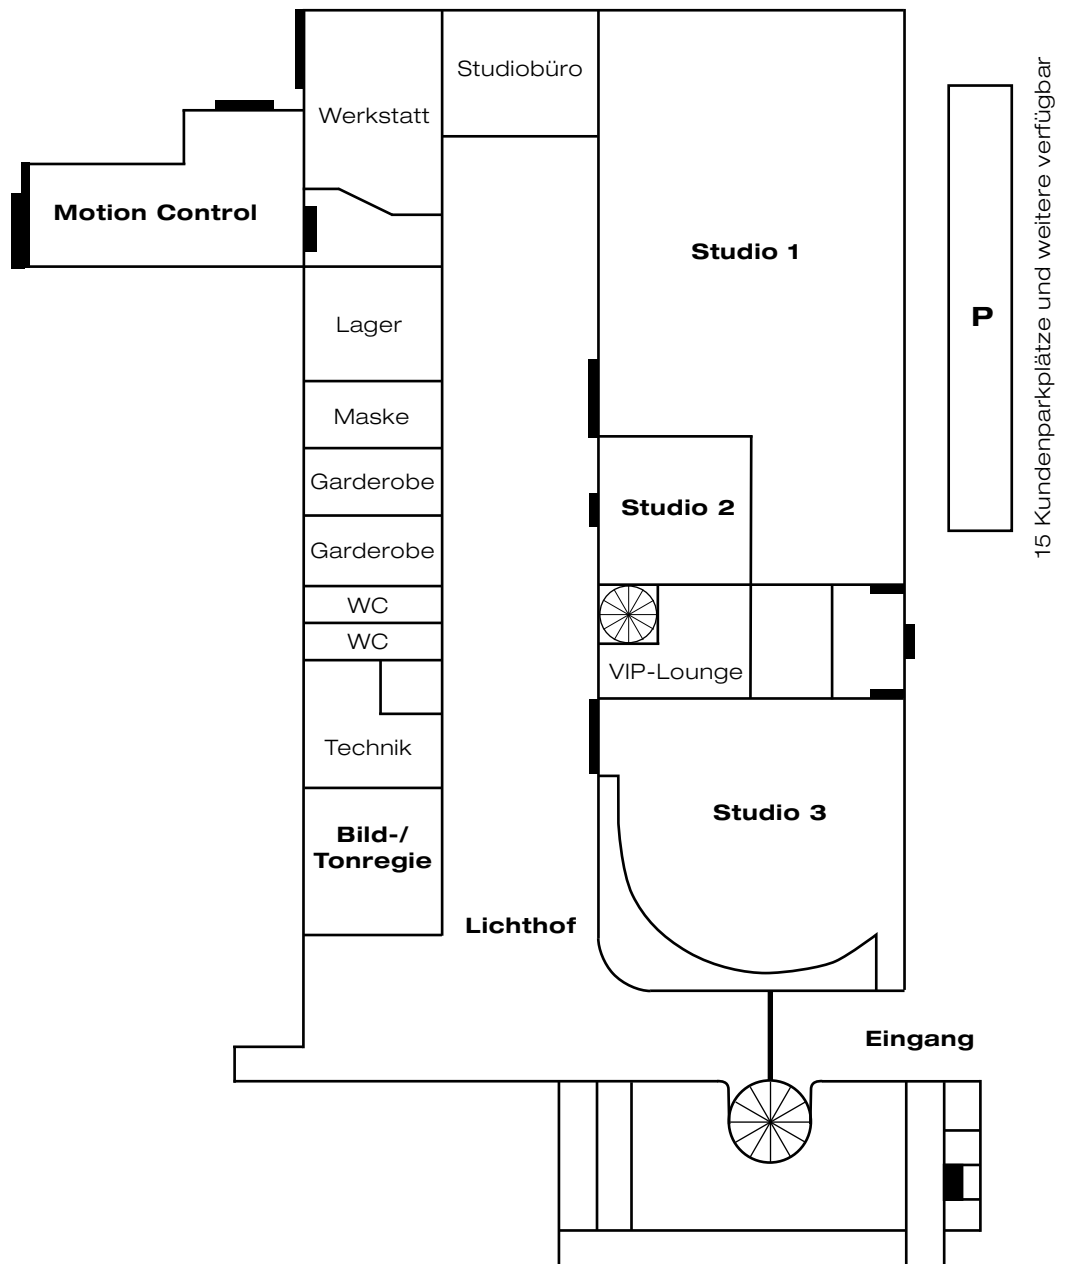 Studiobüro
Werkstatt
Motion Control
Studio 1
Lager
P
15 Kundenparkplätze und weitere verfügbar
Maske
Garderobe
Studio 2
Garderobe
WC
WC
VIP-Lounge
Technik
Studio 3
Bild-/
Tonregie
Lichthof
Eingang